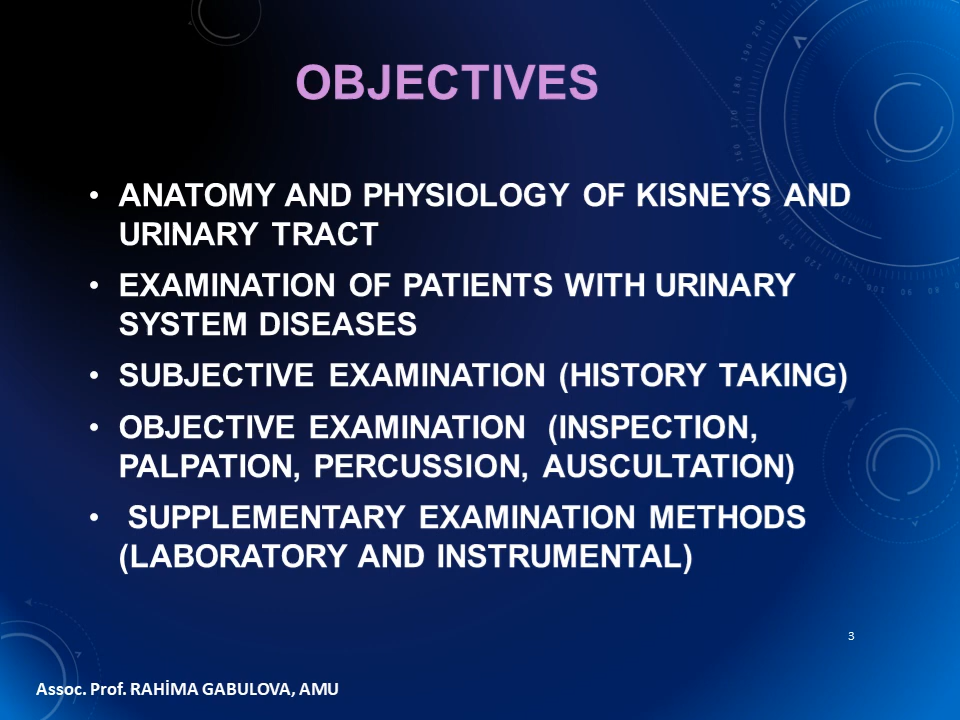 OBJECTIVES
• ANATOMY AND PHYSIOLOGY OF KISNEYS AND
URINARY TRACT
• EXAMINATION OF PATIENTS WITH URINARY
SYSTEM DISEASES
• SUBJECTIVE EXAMINATION (HISTORY TAKING)
• OBJECTIVE EXAMINATION (INSPECTION,
PALPATION, PERCUSSION, AUSCULTATION)
• SUPPLEMENTARY EXAMINATION METHODS
(LABORATORY AND INSTRUMENTAL)
3
Assoc. Prof. RAHİMA GABULOVA, AMU